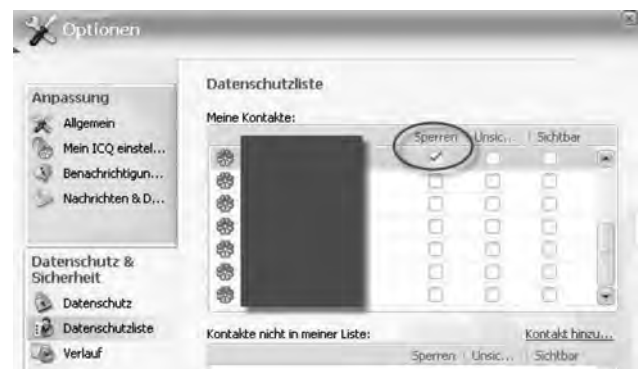 Optionen
Anpassung
Allgemein
Mein ICQ einstel...
Benachrichtigun...
Nachrichten & D...
Datenschutz &
Sicherheit
Datenschutz
Datenschutzliste
Verlauf
Datenschutzliste
Meine Kontakte:
Sperren Unsic... Sichtbar
Kontakte nicht in meiner Liste: Kontakt hinzu...
Sperren Unsic... Sichtbar